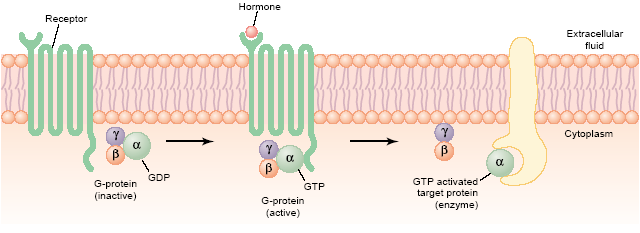 Receptor
Hormone
Extracellular
fluid
Cytoplasm
γ
β
α
GDP
G-protein
(inactive)
γ
β
α
GTP
G-protein
(active)
γ
β
α
GTP activated
target protein
(enzyme)